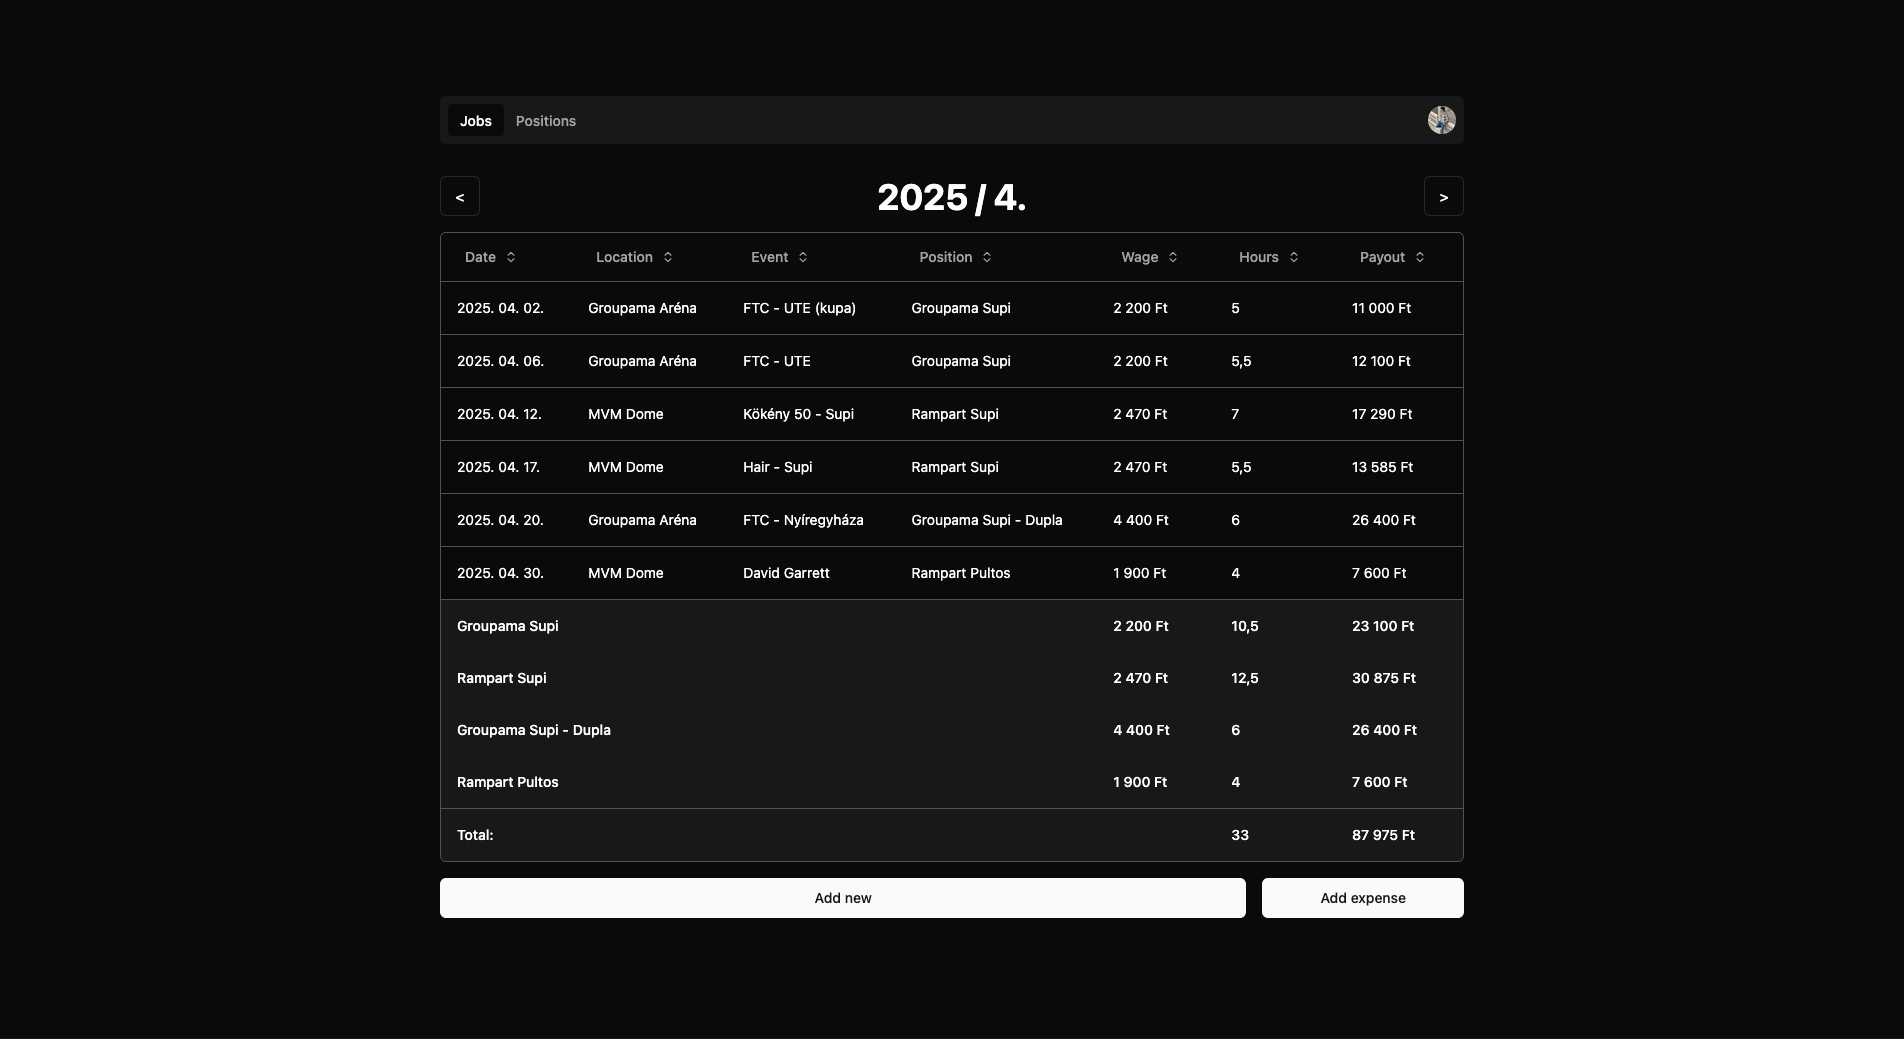 Jobs Positions
< 2025 / 4. >
Date Location Event Position Wage Hours Payout
2025. 04. 02. Groupama Aréna FTC - UTE (kupa) Groupama Supi 2 200 Ft 5 11 000 Ft
2025. 04. 06. Groupama Aréna FTC - UTE Groupama Supi 2 200 Ft 5,5 12 100 Ft
2025. 04. 12. MVM Dome Kökény 50 - Supi Rampart Supi 2 470 Ft 7 17 290 Ft
2025. 04. 17. MVM Dome Hair - Supi Rampart Supi 2 470 Ft 5,5 13 585 Ft
2025. 04. 20. Groupama Aréna FTC - Nyíregyháza Groupama Supi - Dupla 4 400 Ft 6 26 400 Ft
2025. 04. 30. MVM Dome David Garrett Rampart Pultos 1 900 Ft 4 7 600 Ft
Groupama Supi 2 200 Ft 10,5 23 100 Ft
Rampart Supi 2 470 Ft 12,5 30 875 Ft
Groupama Supi - Dupla 4 400 Ft 6 26 400 Ft
Rampart Pultos 1 900 Ft 4 7 600 Ft
Total: 33 87 975 Ft
Add new Add expense